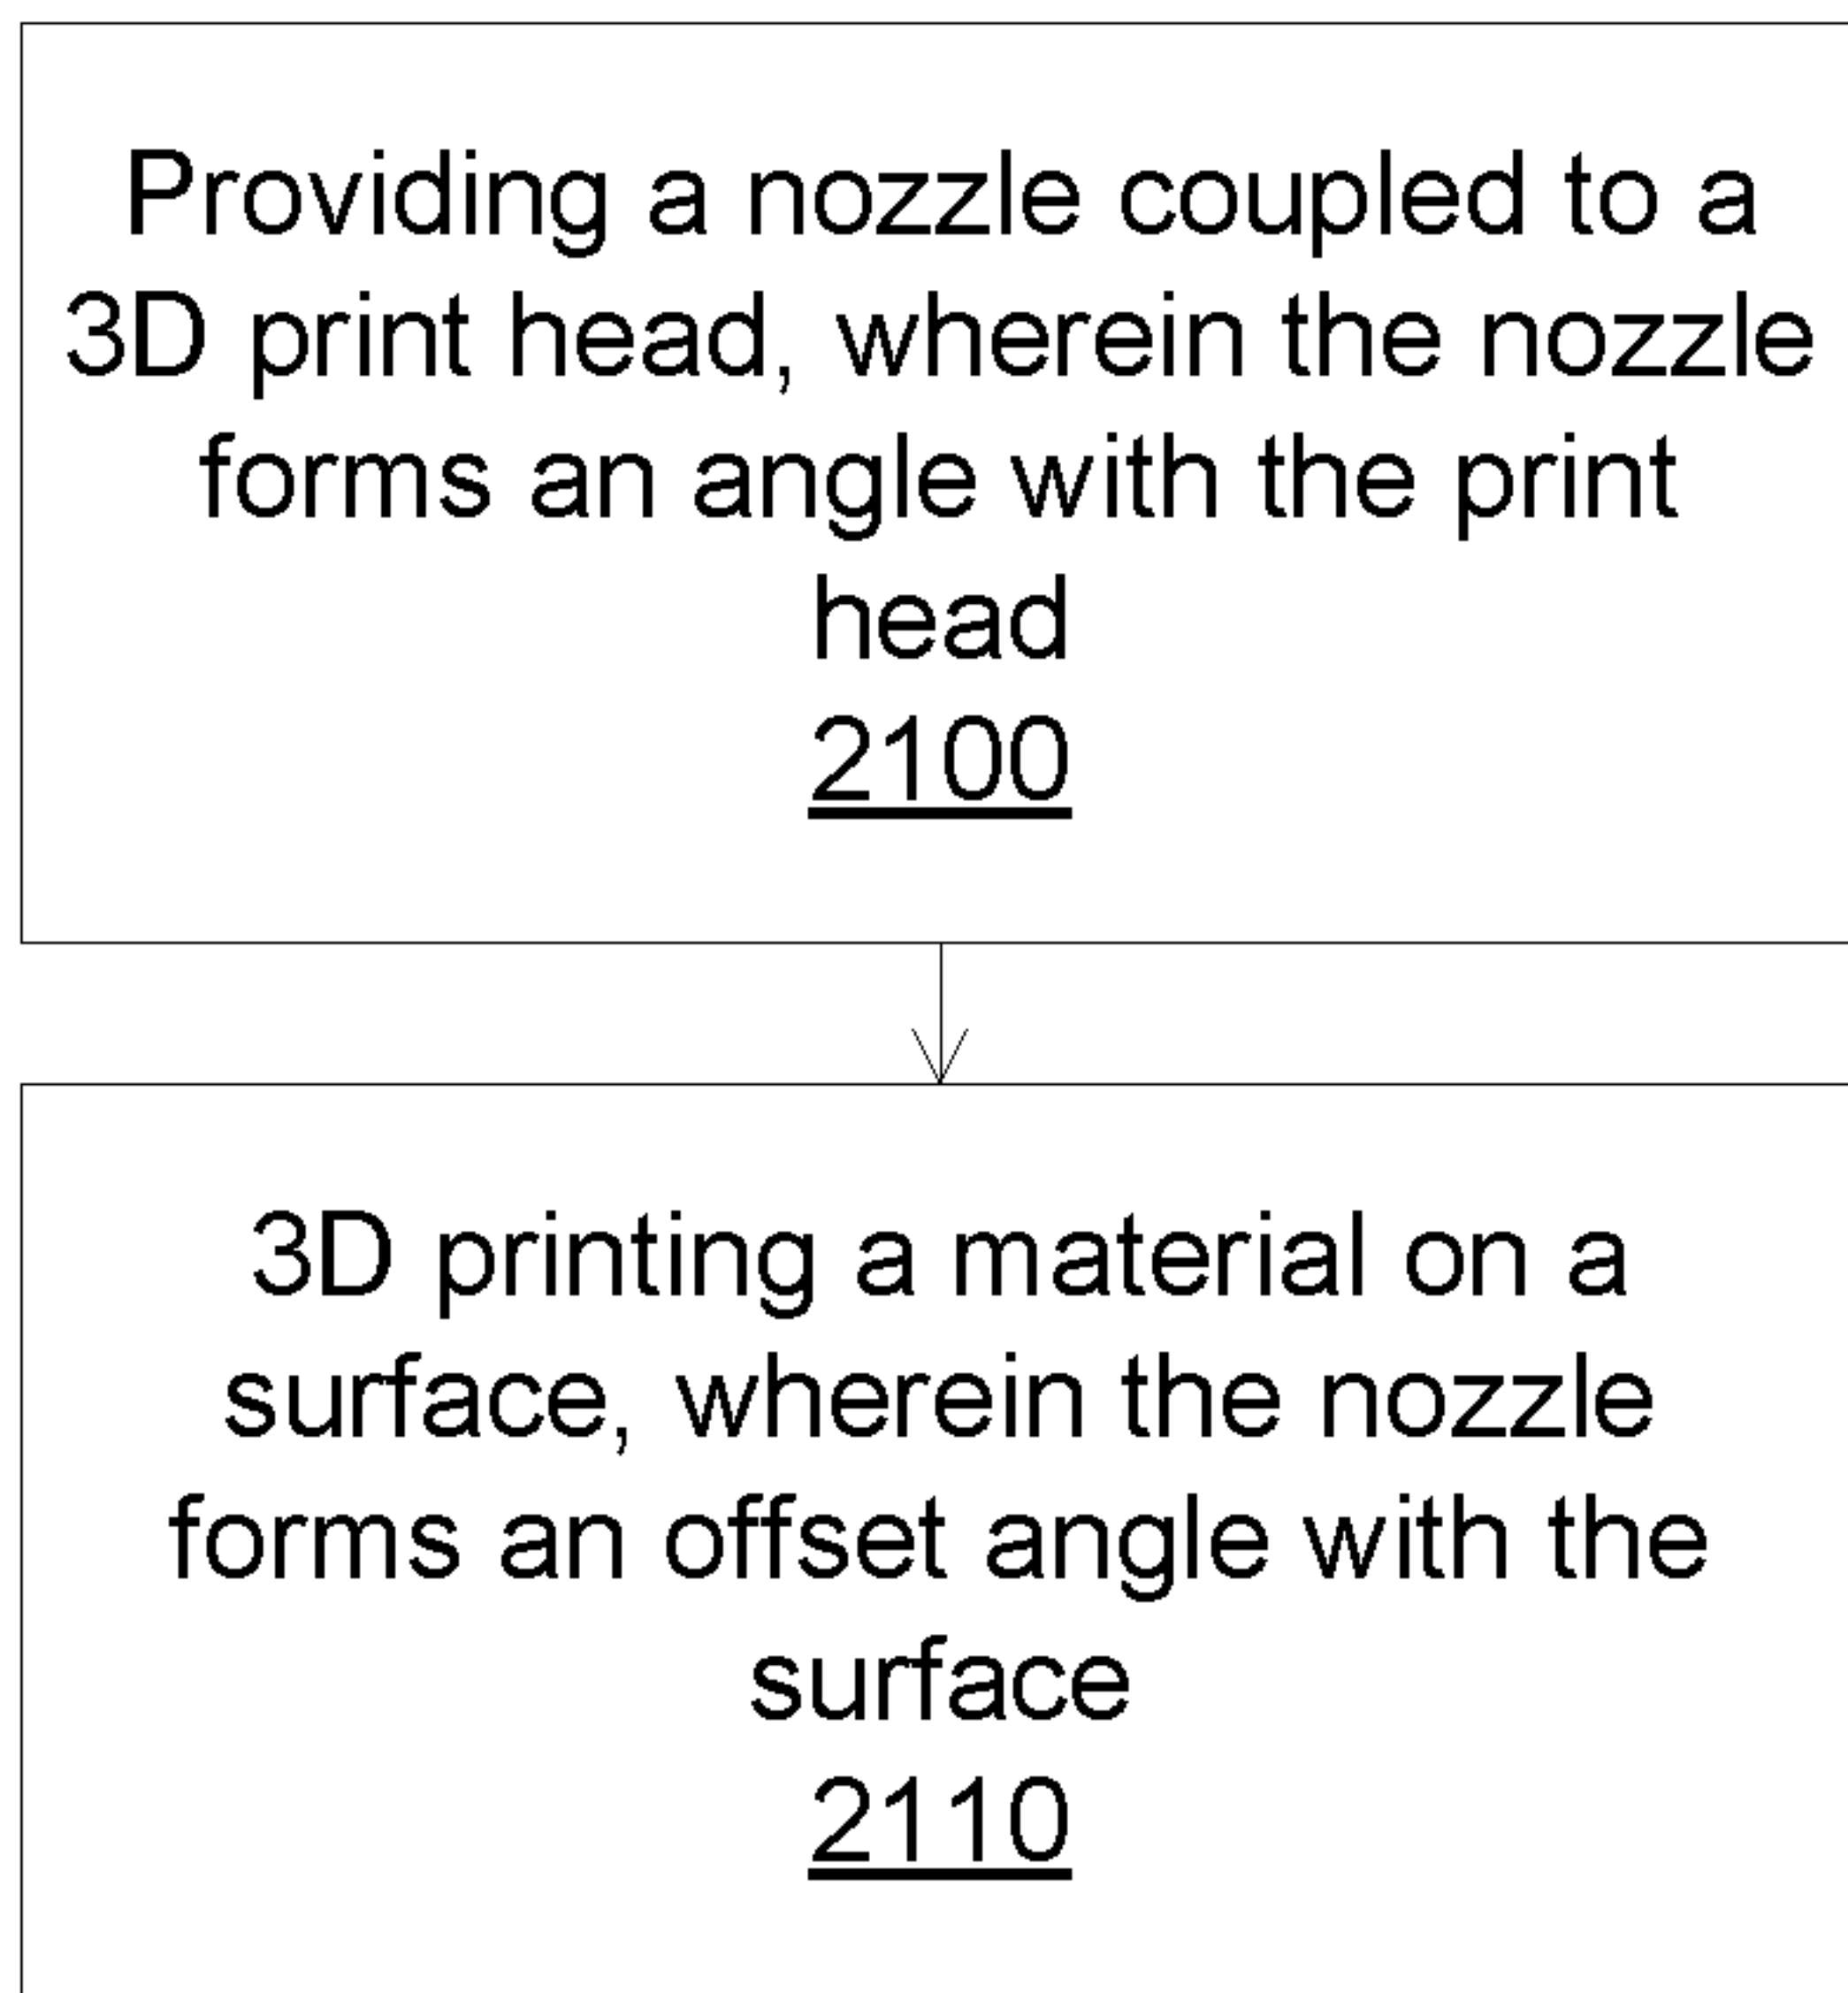 Providing a nozzle coupled to a
3D print head, wherein the nozzle
forms an angle with the print
head
2100
3D printing a material on a
surface, wherein the nozzle
forms an offset angle with the
surface
2110